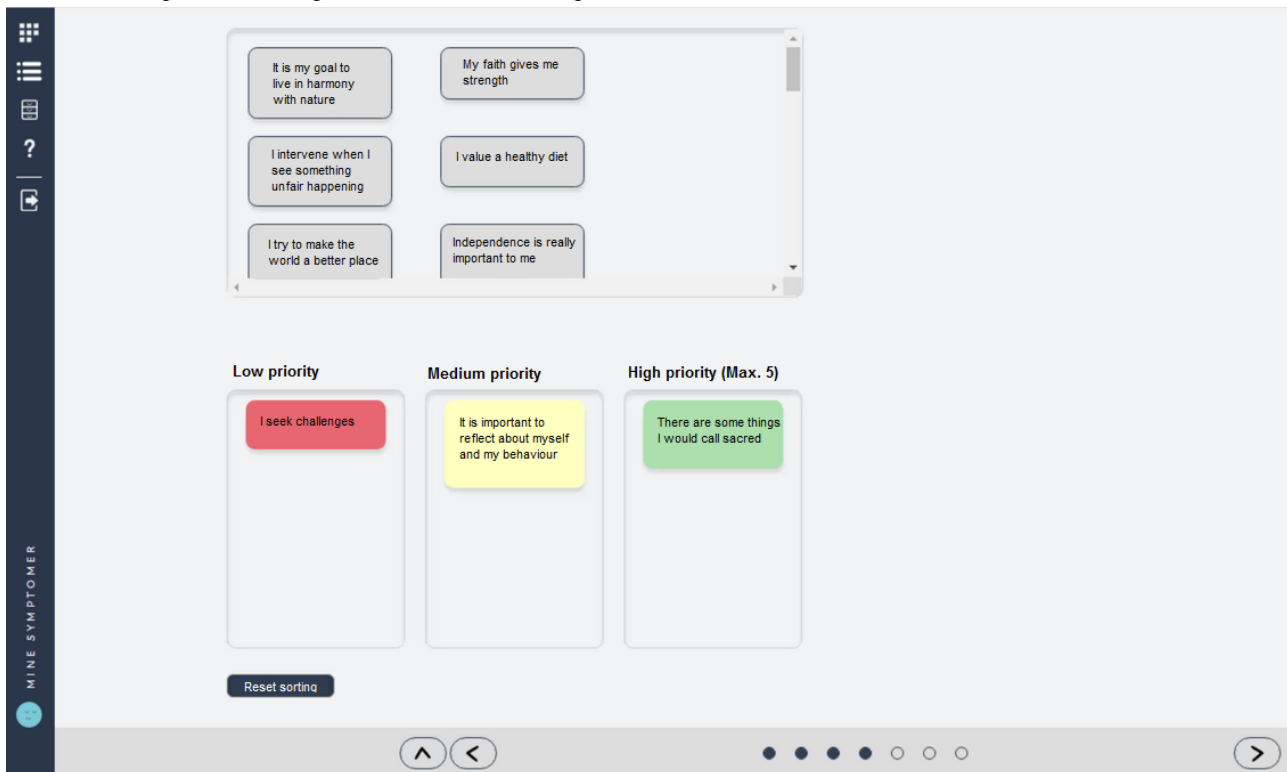 It is my goal to
live in harmony
with nature
My faith gives me
strength
I intervene when I
see something
unfair happening
I value a healthy diet
I try to make the
world a better place
Independence is really
important to me
Low priority
Medium priority
High priority (Max. 5)
I seek challenges
It is important to
reflect about myself
and my behaviour
There are some things
I would call sacred
Reset sorting
MINE SYMPTOMER